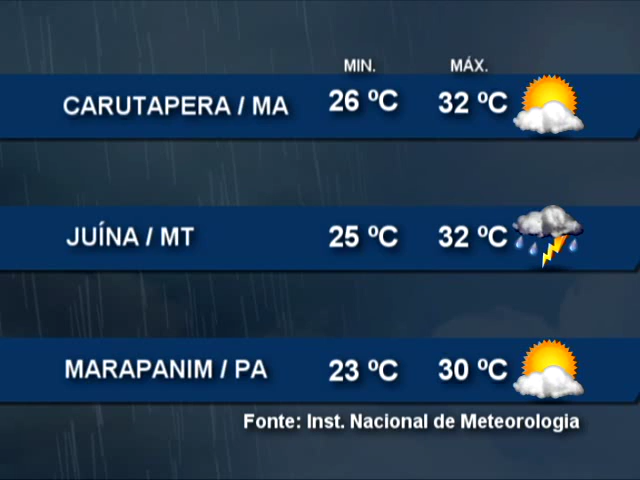 MIN. MÁX.
CARUTAPERA / MA 26 ºC 32 ºC
JUÍNA / MT 25 ºC 32 ºC
MARAPANIM / PA 23 ºC 30 ºC
Fonte: Inst. Nacional de Meteorologia